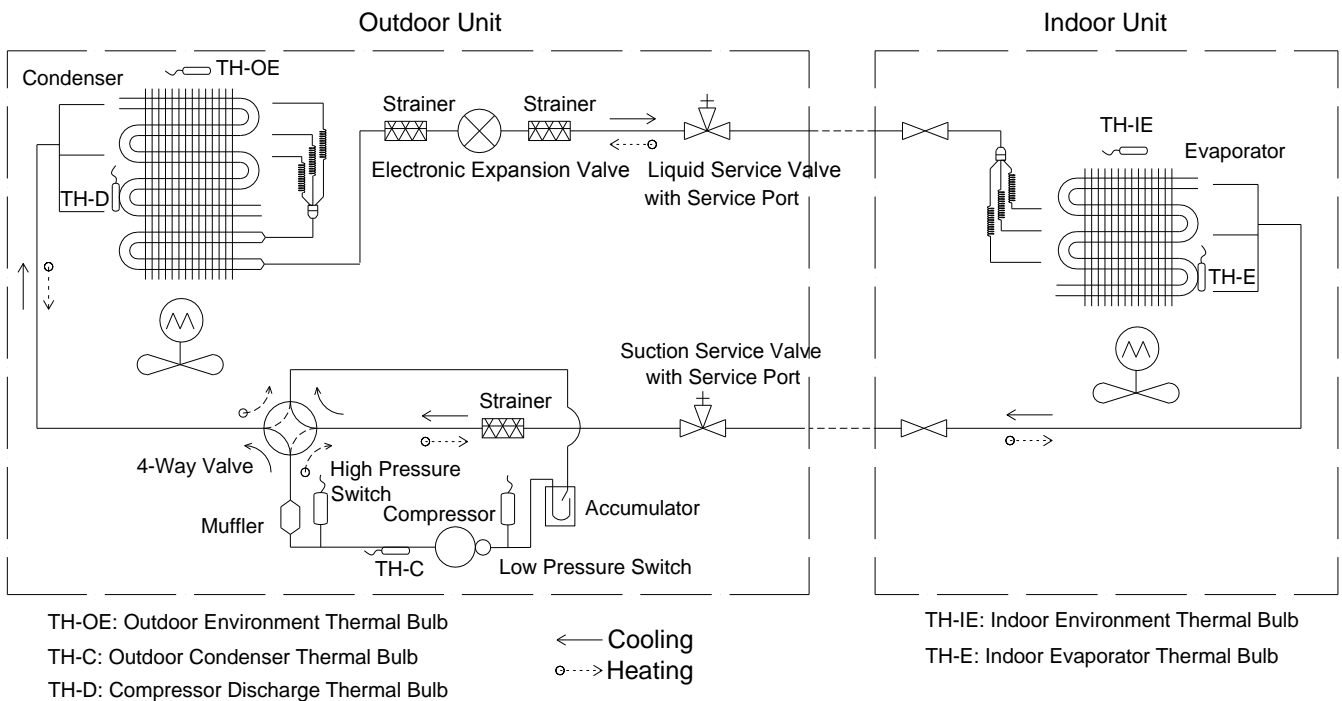 Outdoor Unit
Indoor Unit
Condenser
TH-OE
Strainer
Strainer
Electronic Expansion Valve
Liquid Service Valve
with Service Port
TH-D
TH-IE
Evaporator
TH-E
Suction Service Valve
with Service Port
Strainer
4-Way Valve
High Pressure
Switch
Muffler
Compressor
Accumulator
TH-C
Low Pressure Switch
TH-OE: Outdoor Environment Thermal Bulb
TH-C: Outdoor Condenser Thermal Bulb
TH-D: Compressor Discharge Thermal Bulb
Cooling
Heating
TH-IE: Indoor Environment Thermal Bulb
TH-E: Indoor Evaporator Thermal Bulb